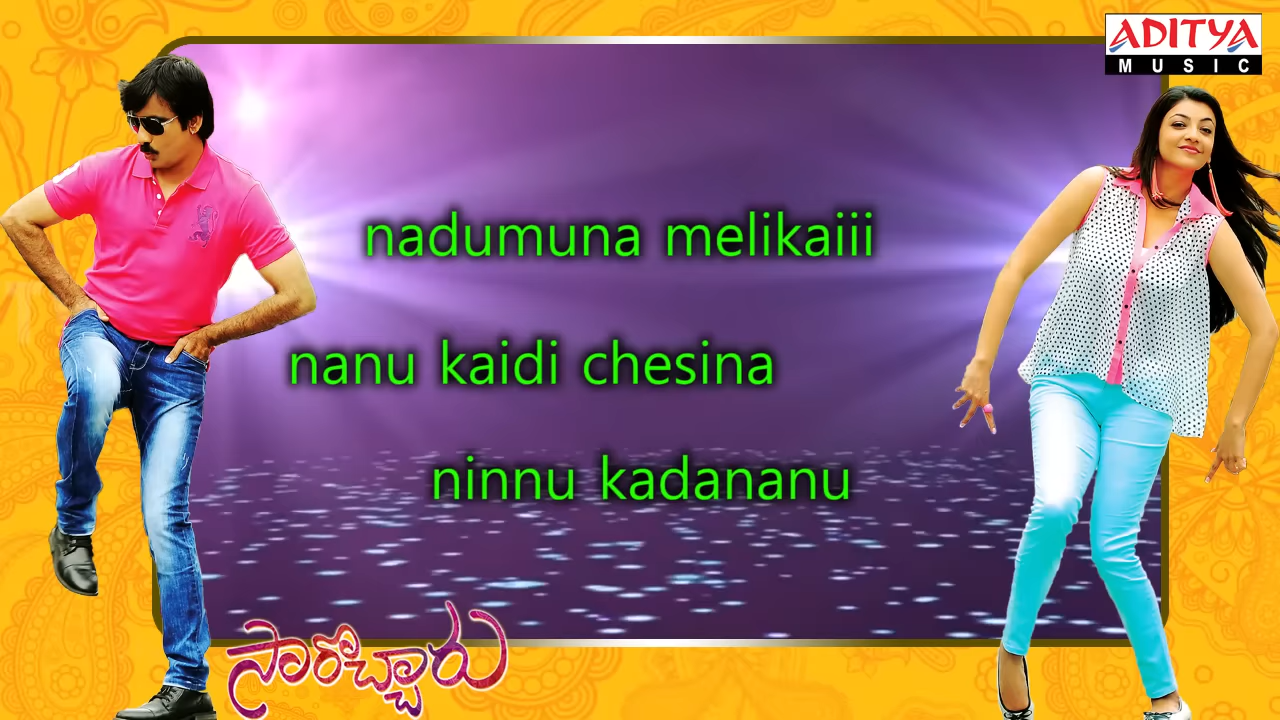 ADITYA
MUSIC
nadumuna melikaiii
nanu kaidi chesina
ninnu kadananu
సారొచ్చారు